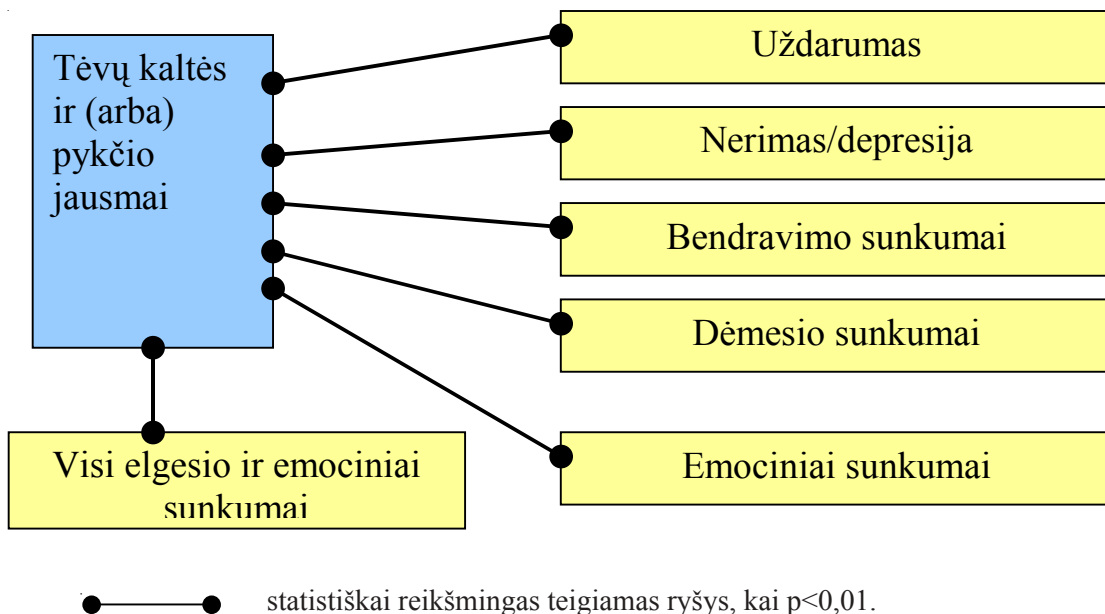 Tėvų kaltės
ir (arba)
pykčio
jausmai
Uždarumas
Nerimas/depresija
Bendravimo sunkumai
Dėmesio sunkumai
Emociniai sunkumai
Visi elgesio ir emociniai
sunkumai
statistiškai reikšmingas teigiamas ryšys, kai p<0,01.